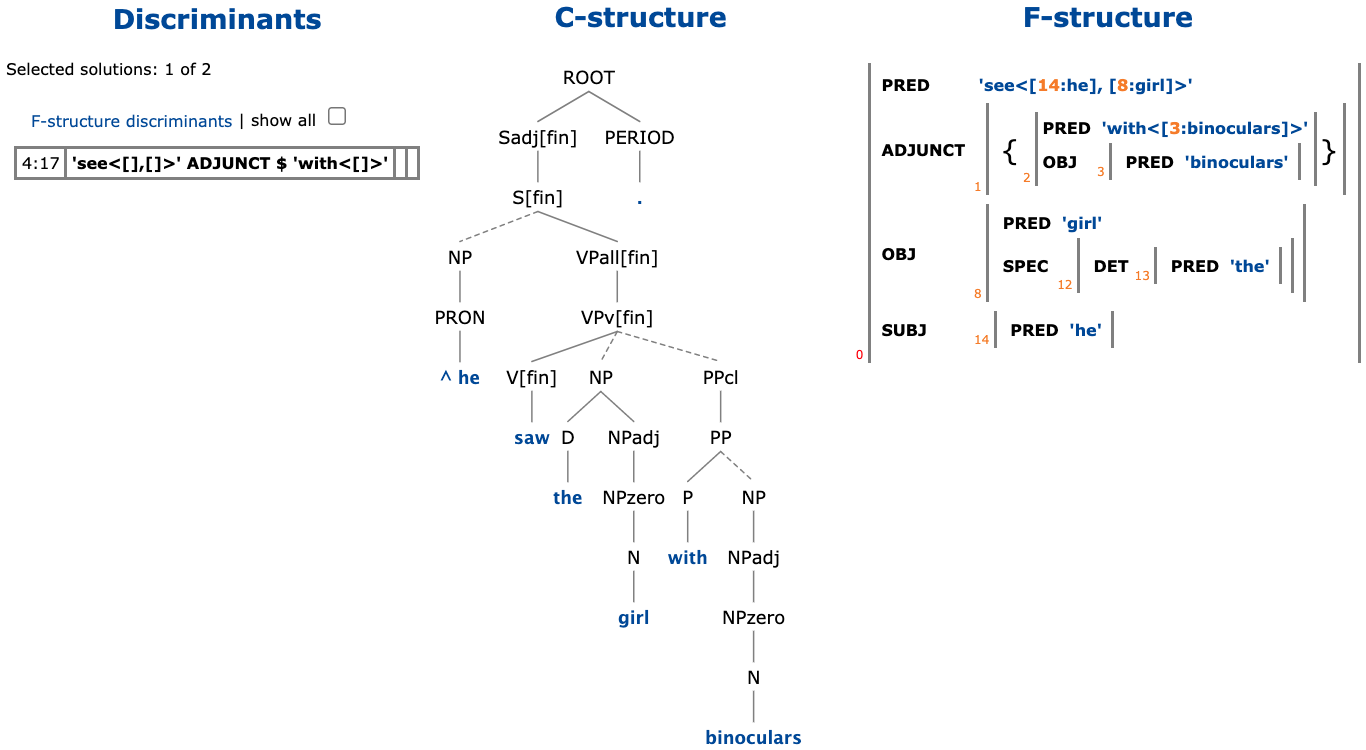 Discriminants
Selected solutions: 1 of 2
F-structure discriminants | show all
4:17 'see<[],[]>' ADJUNCT $ 'with<[]>'
C-structure
ROOT
Sadj[fin] PERIOD
S[fin] .
NP VPall[fin]
PRON VPv[fin]
^ he V[fin] NP PPcl
saw D NPadj PP
the NPzero P NP
N with NPadj
girl NPzero
N
binoculars
F-structure
PRED 'see<[14:he], [8:girl]>'
PRED 'with<[3:binoculars]>'
ADJUNCT { }
OBJ PRED 'binoculars'
1 2 3
PRED 'girl'
OBJ
SPEC DET PRED 'the'
8 12 13
SUBJ PRED 'he'
14
0